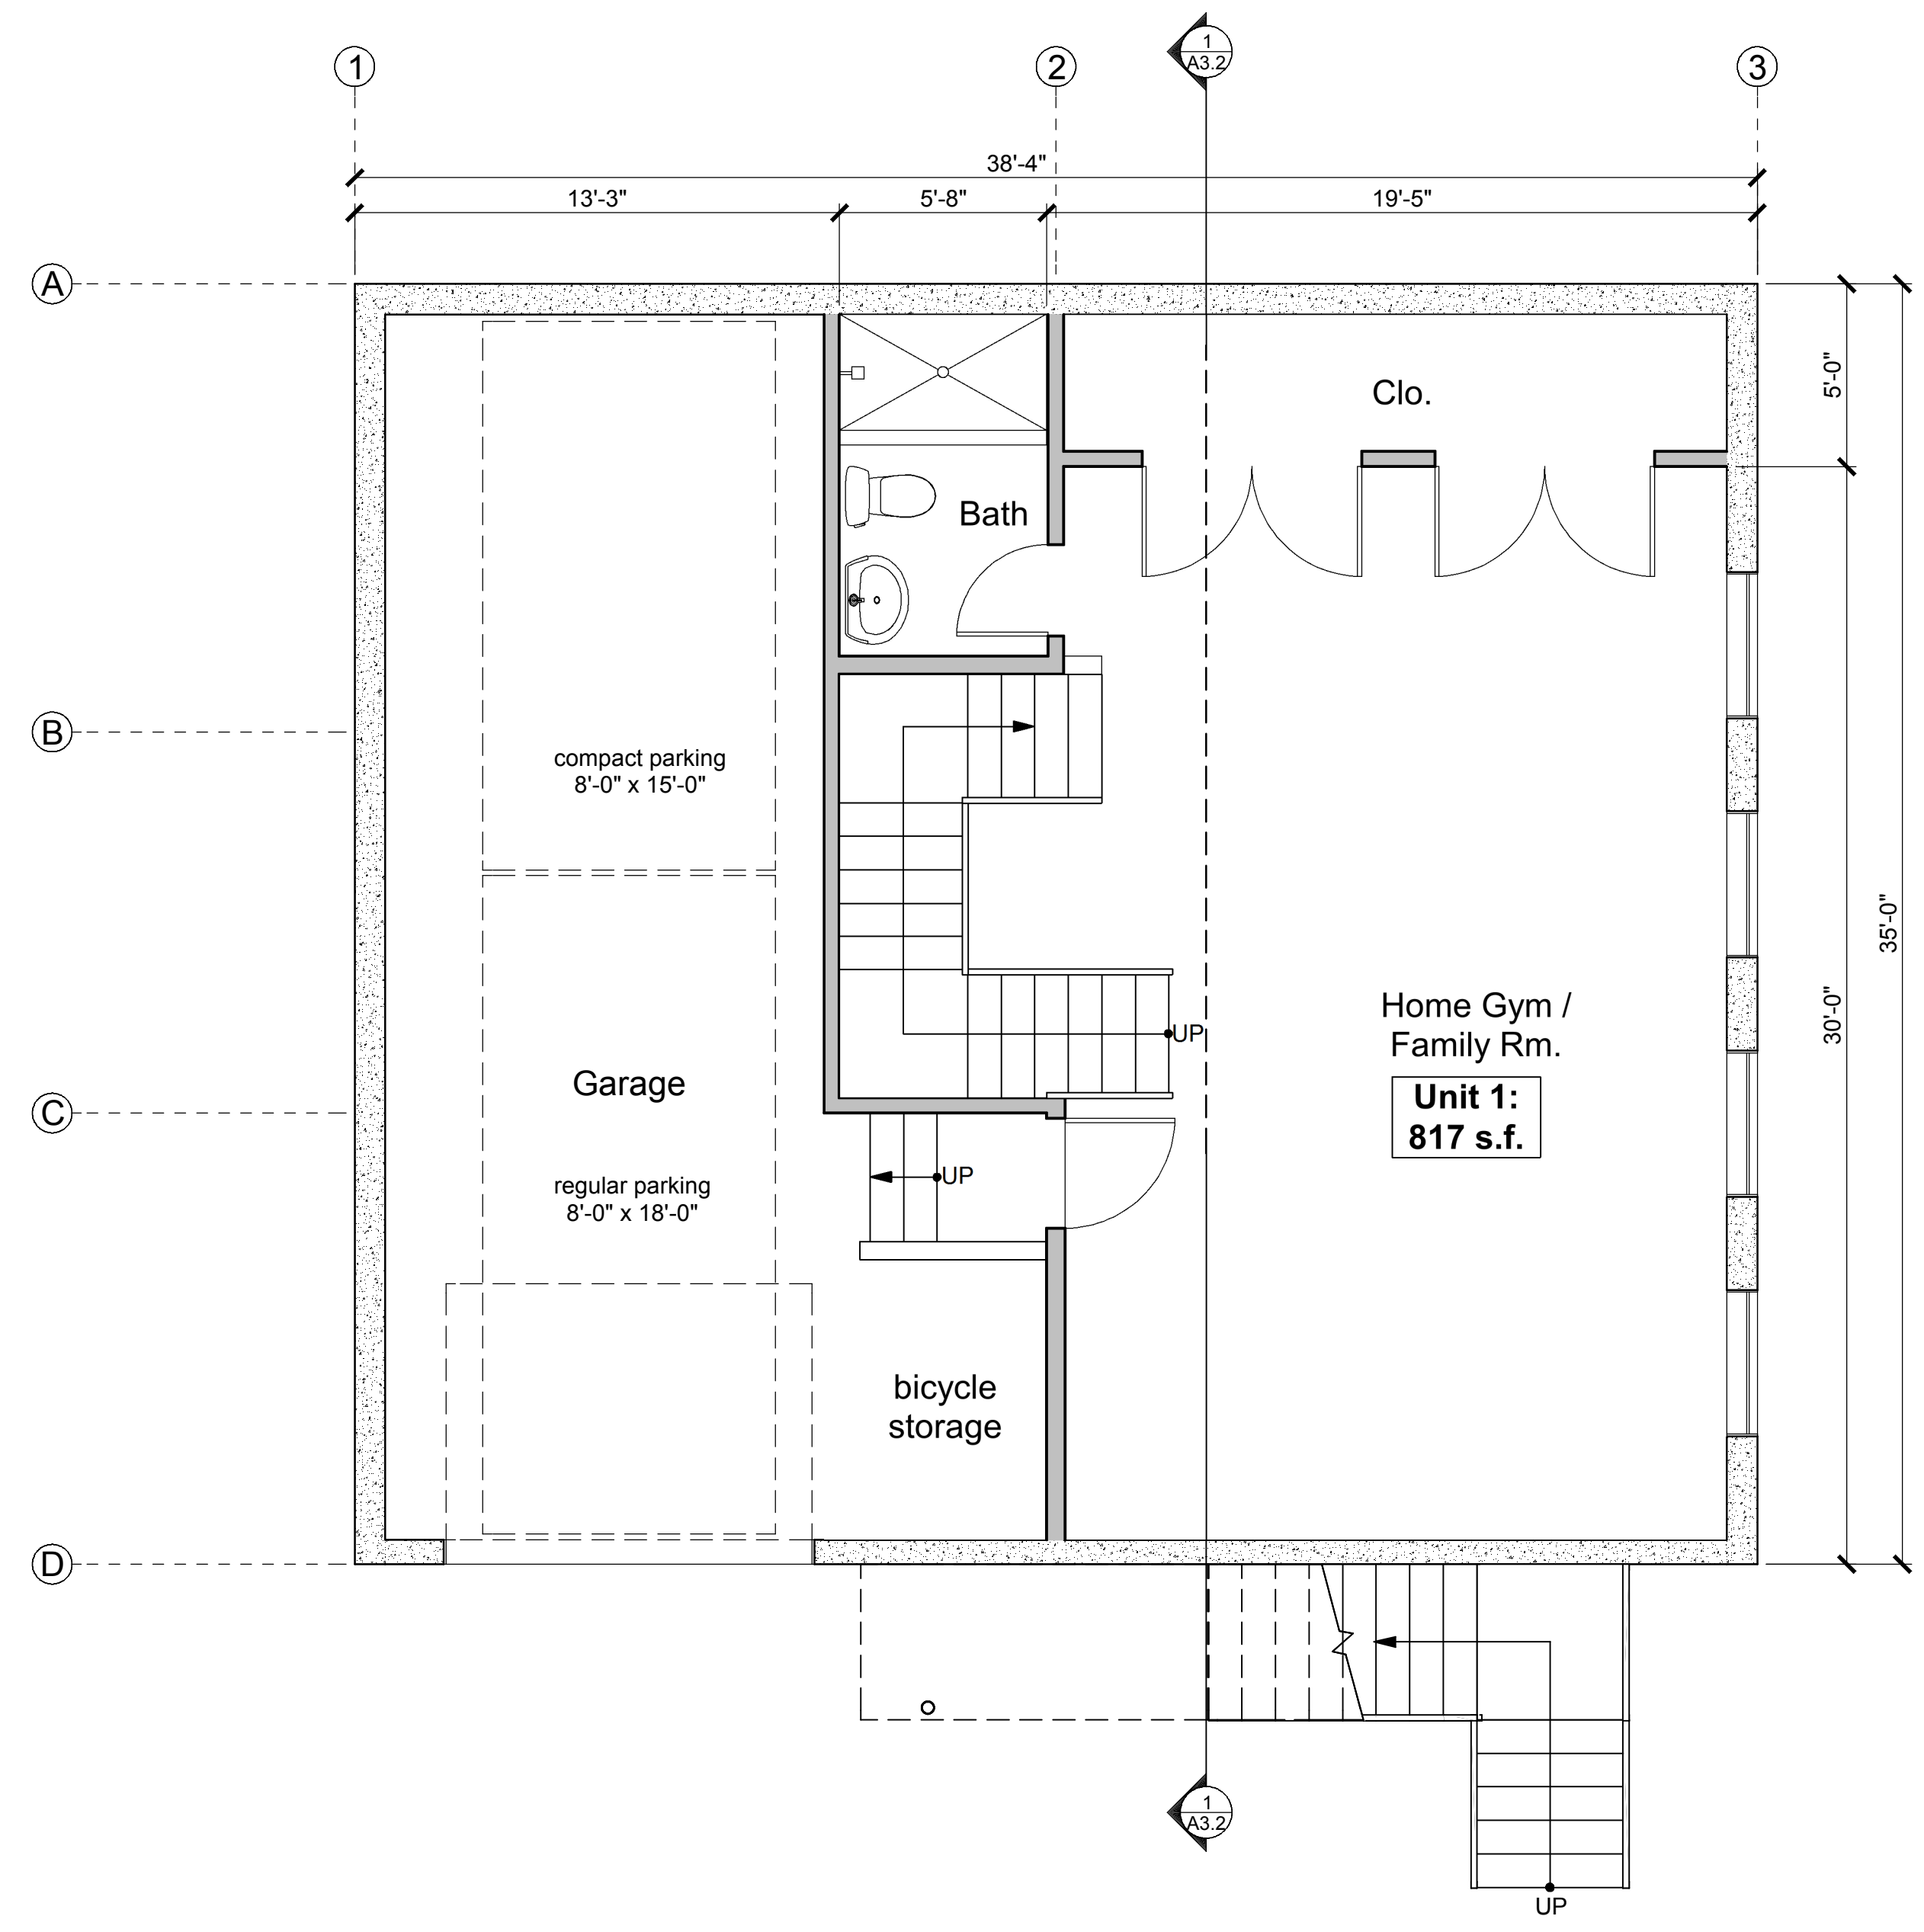 1
2
3
1
A3.2
38'-4"
13'-3"
5'-8"
19'-5"
A
B
C
D
5'-0"
30'-0"
35'-0"
Clo.
Bath
compact parking
8'-0" x 15'-0"
Home Gym /
Family Rm.
Unit 1:
817 s.f.
UP
Garage
UP
regular parking
8'-0" x 18'-0"
bicycle
storage
1
A3.2
UP